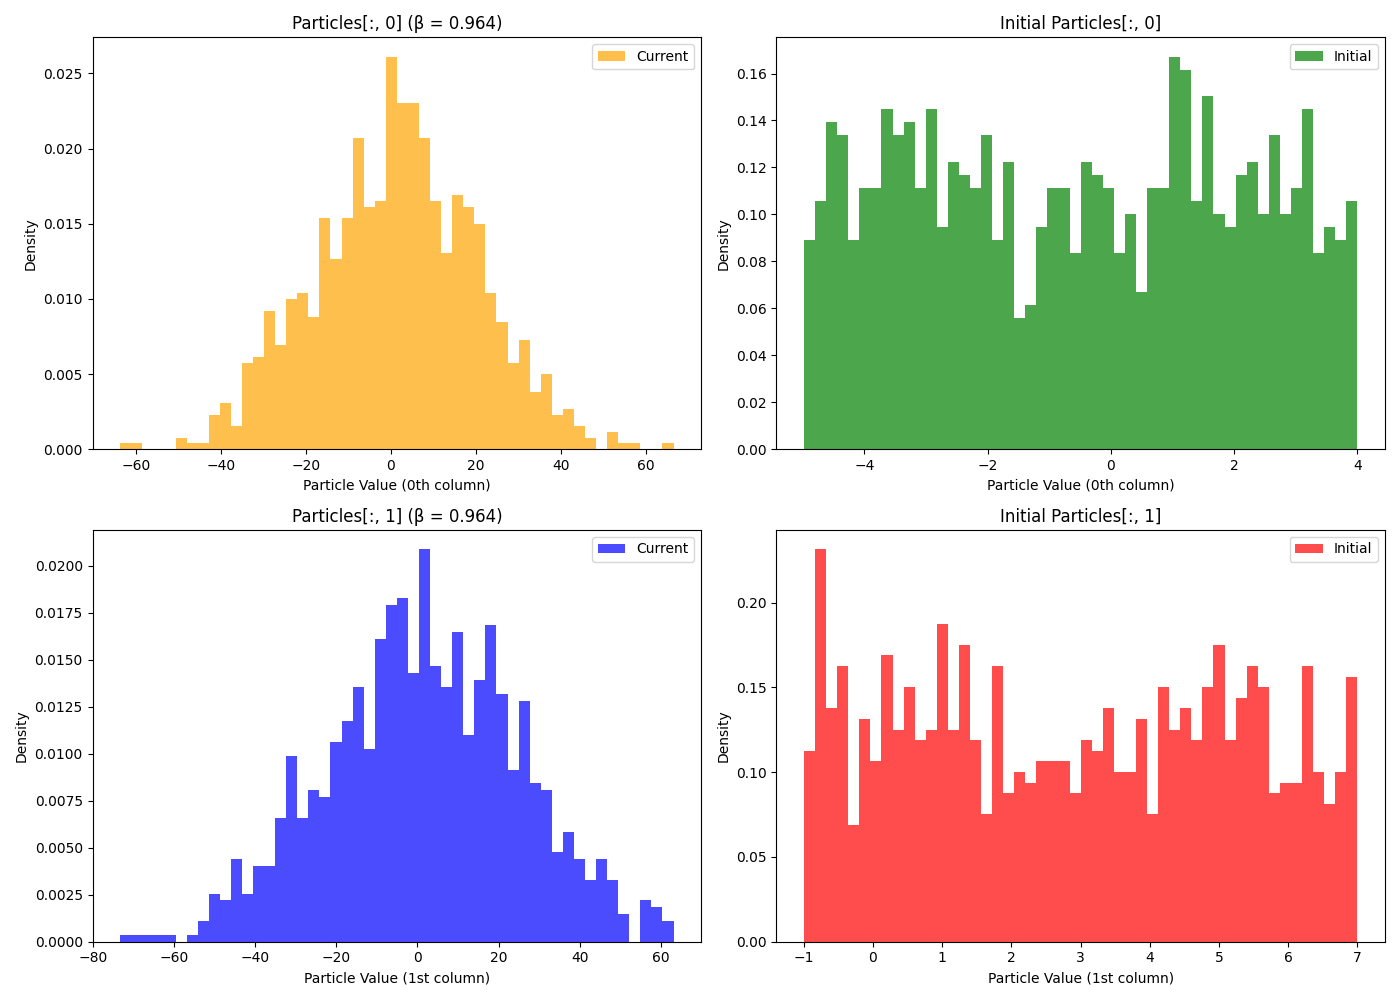 Particles[:, 0] (β = 0.964)
Current
Density
0.025
0.020
0.015
0.010
0.005
0.000
−60 −40 −20 0 20 40 60
Particle Value (0th column)
Initial Particles[:, 0]
Initial
Density
0.16
0.14
0.12
0.10
0.08
0.06
0.04
0.02
0.00
−4 −2 0 2 4
Particle Value (0th column)
Particles[:, 1] (β = 0.964)
Current
Density
0.0200
0.0175
0.0150
0.0125
0.0100
0.0075
0.0050
0.0025
0.0000
−80 −60 −40 −20 0 20 40 60
Particle Value (1st column)
Initial Particles[:, 1]
Initial
Density
0.20
0.15
0.10
0.05
0.00
−1 0 1 2 3 4 5 6 7
Particle Value (1st column)